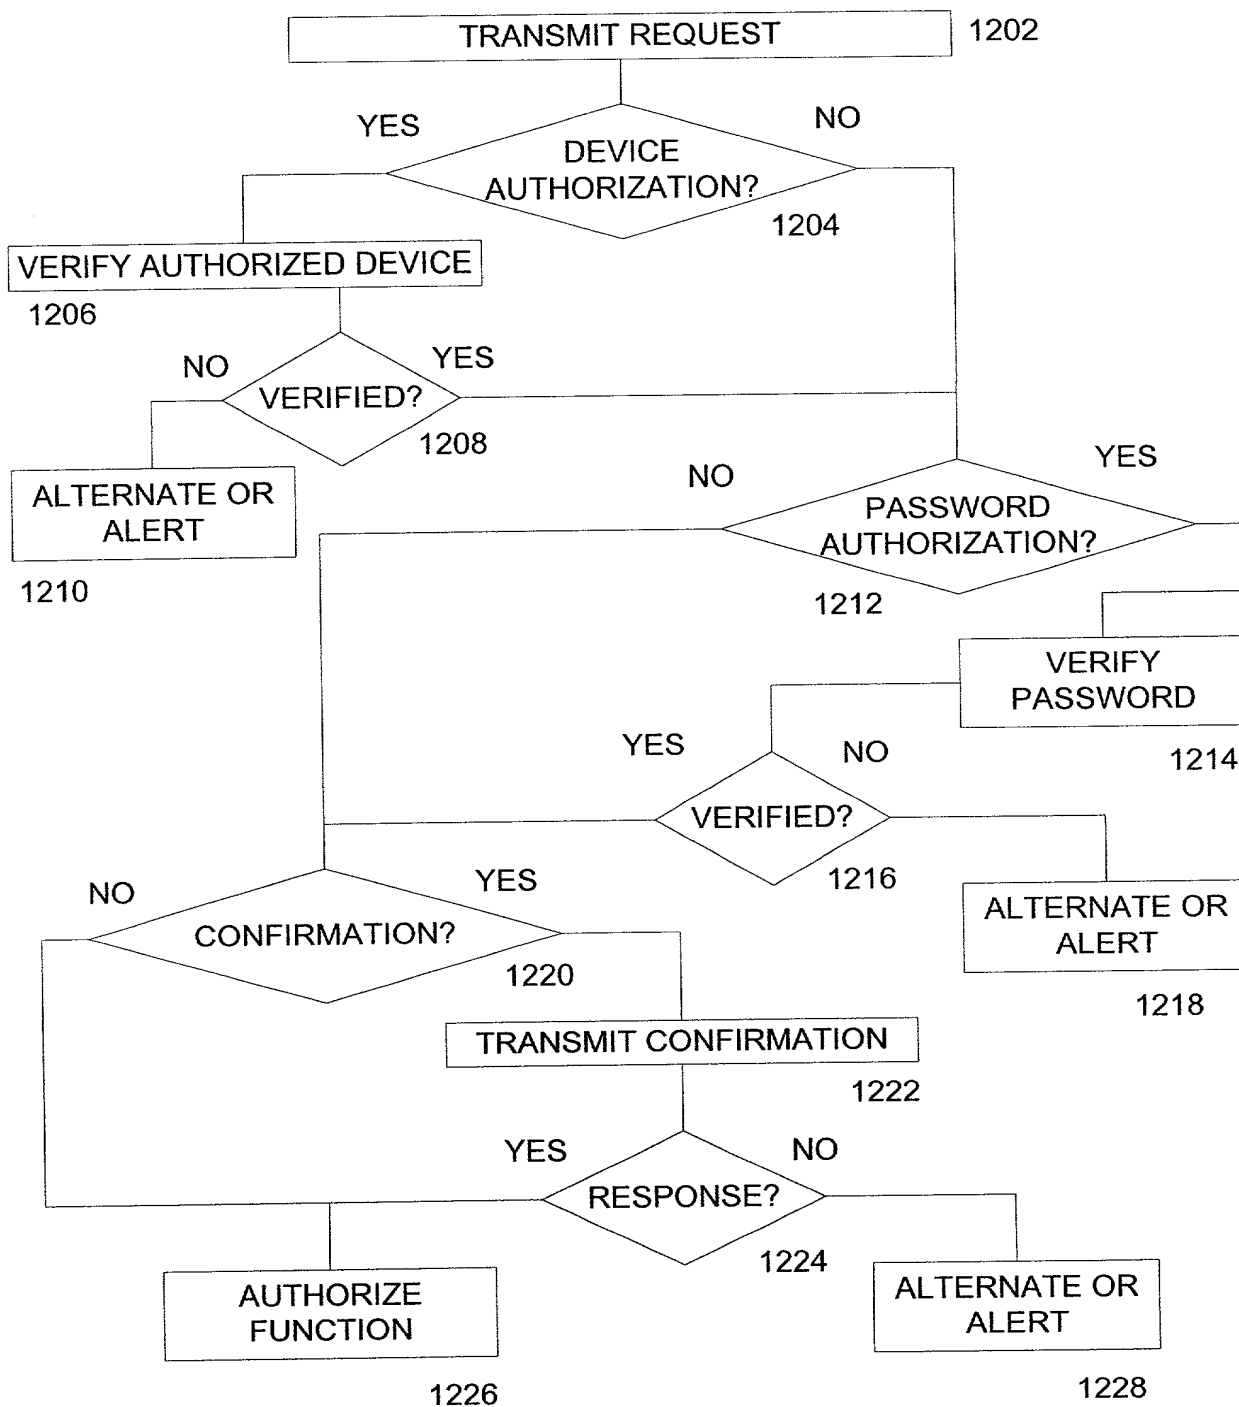 TRANSMIT REQUEST
1202
YES
NO
DEVICE
AUTHORIZATION?
1204
VERIFY AUTHORIZED DEVICE
1206
NO
YES
VERIFIED?
1208
ALTERNATE OR
ALERT
1210
NO
YES
PASSWORD
AUTHORIZATION?
1212
VERIFY
PASSWORD
1214
YES
NO
VERIFIED?
1216
ALTERNATE OR
ALERT
1218
NO
YES
CONFIRMATION?
1220
TRANSMIT CONFIRMATION
1222
YES
NO
RESPONSE?
1224
AUTHORIZE
FUNCTION
1226
ALTERNATE OR
ALERT
1228